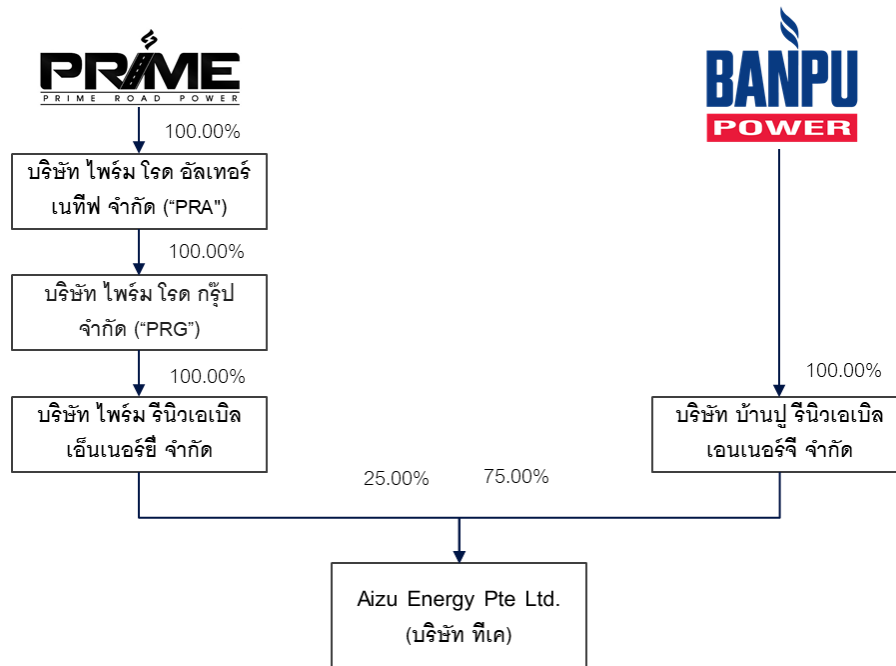 PRIME
PRIME ROAD POWER
BANPU
POWER
100.00%
บริษัท ไพร์ม โรด อัลเทอร์
เนทีฟ จำกัด (“PRA")
100.00%
บริษัท ไพร์ม โรด กรุ๊ป
จำกัด (“PRG”)
100.00%
บริษัท ไพร์ม รีนิวเอเบิล
เอ็นเนอร์ยี่ จำกัด
100.00%
บริษัท บ้านปู รีนิวเอเบิล
เอนเนอร์จี จำกัด
25.00%
75.00%
Aizu Energy Pte Ltd.
(บริษัท ทีเค)